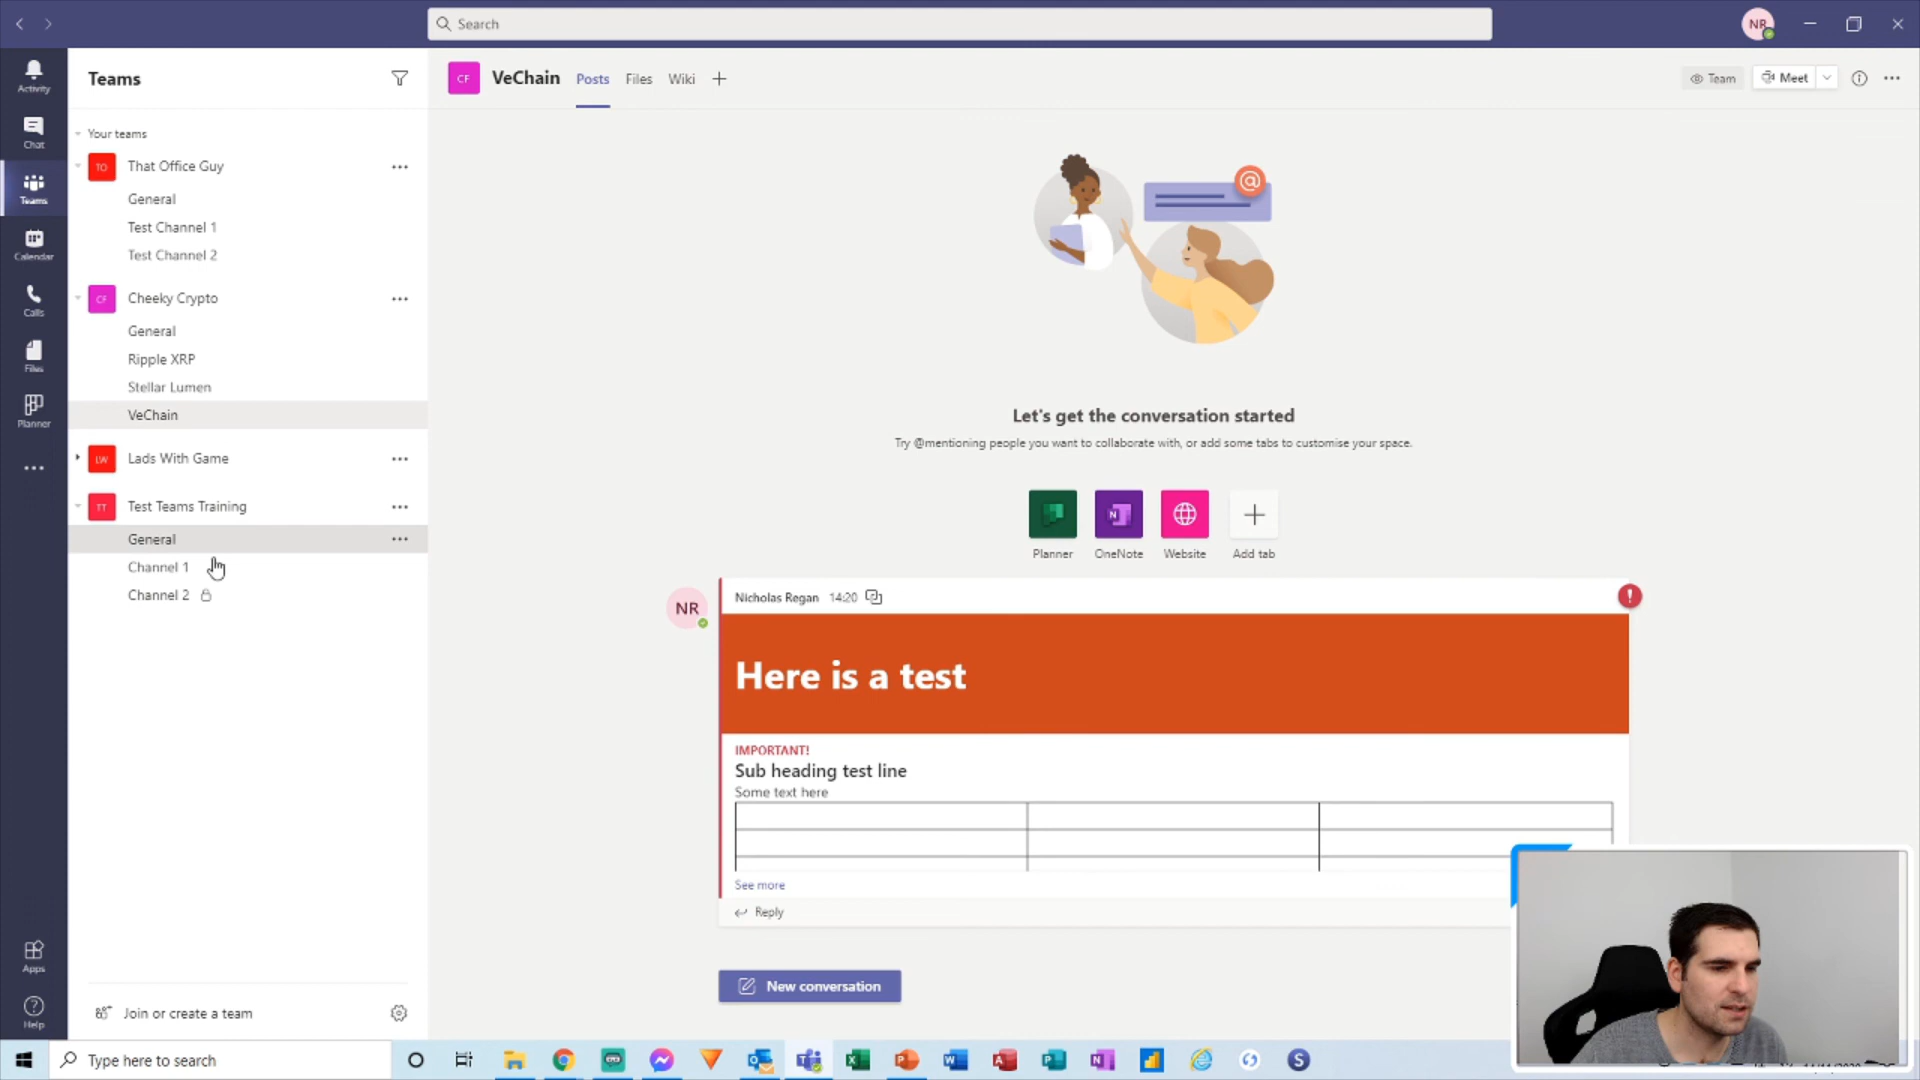 Search
NR
Activity
Chat
Teams
Calendar
Calls
Files
Planner
Apps
Help
Teams
Your teams
TO That Office Guy
General
Test Channel 1
Test Channel 2
CF Cheeky Crypto
General
Ripple XRP
Stellar Lumen
VeChain
LW Lads With Game
TT Test Teams Training
General
Channel 1
Channel 2
Join or create a team
CF VeChain Posts Files Wiki
Team Meet
Let's get the conversation started
Try @mentioning people you want to collaborate with, or add some tabs to customise your space.
Planner OneNote Website Add tab
NR
Nicholas Regan 14:20
Here is a test
IMPORTANT!
Sub heading test line
Some text here
See more
Reply
New conversation
Type here to search